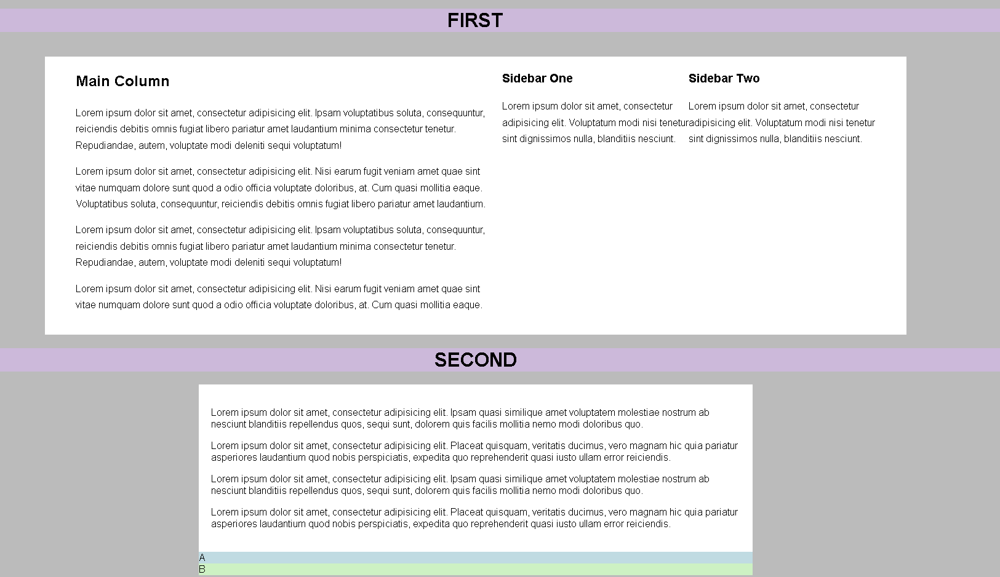 FIRST
Main Column
Lorem ipsum dolor sit amet, consectetur adipisicing elit. Ipsam voluptatibus soluta, consequuntur,
reiciendis debitis omnis fugiat libero pariatur amet laudantium minima consectetur tenetur.
Repudiandae, autem, voluptate modi deleniti sequi voluptatum!
Lorem ipsum dolor sit amet, consectetur adipisicing elit. Nisi earum fugit veniam amet quae sint
vitae numquam dolore sunt quod a odio officia voluptate doloribus, at. Cum quasi mollitia eaque.
Voluptatibus soluta, consequuntur, reiciendis debitis omnis fugiat libero pariatur amet laudantium.
Lorem ipsum dolor sit amet, consectetur adipisicing elit. Ipsam voluptatibus soluta, consequuntur,
reiciendis debitis omnis fugiat libero pariatur amet laudantium minima consectetur tenetur.
Repudiandae, autem, voluptate modi deleniti sequi voluptatum!
Lorem ipsum dolor sit amet, consectetur adipisicing elit. Nisi earum fugit veniam amet quae sint
vitae numquam dolore sunt quod a odio officia voluptate doloribus, at. Cum quasi mollitia eaque.
Sidebar One
Lorem ipsum dolor sit amet, consectetur
adipisicing elit. Voluptatum modi nisi tenetur
sint dignissimos nulla, blanditiis nesciunt.
Sidebar Two
Lorem ipsum dolor sit amet, consectetur
adipisicing elit. Voluptatum modi nisi tenetur
sint dignissimos nulla, blanditiis nesciunt.
SECOND
Lorem ipsum dolor sit amet, consectetur adipisicing elit. Ipsam quasi similique amet voluptatem molestiae nostrum ab
nesciunt blanditiis repellendus quos, sequi sunt, dolorem quis facilis mollitia nemo modi doloribus quo.
Lorem ipsum dolor sit amet, consectetur adipisicing elit. Placeat quisquam, veritatis ducimus, vero magnam hic quia pariatur
asperiores laudantium quod nobis perspiciatis, expedita quo reprehenderit quasi iusto ullam error reiciendis.
Lorem ipsum dolor sit amet, consectetur adipisicing elit. Ipsam quasi similique amet voluptatem molestiae nostrum ab
nesciunt blanditiis repellendus quos, sequi sunt, dolorem quis facilis mollitia nemo modi doloribus quo.
Lorem ipsum dolor sit amet, consectetur adipisicing elit. Placeat quisquam, veritatis ducimus, vero magnam hic quia pariatur
asperiores laudantium quod nobis perspiciatis, expedita quo reprehenderit quasi iusto ullam error reiciendis.
A
B